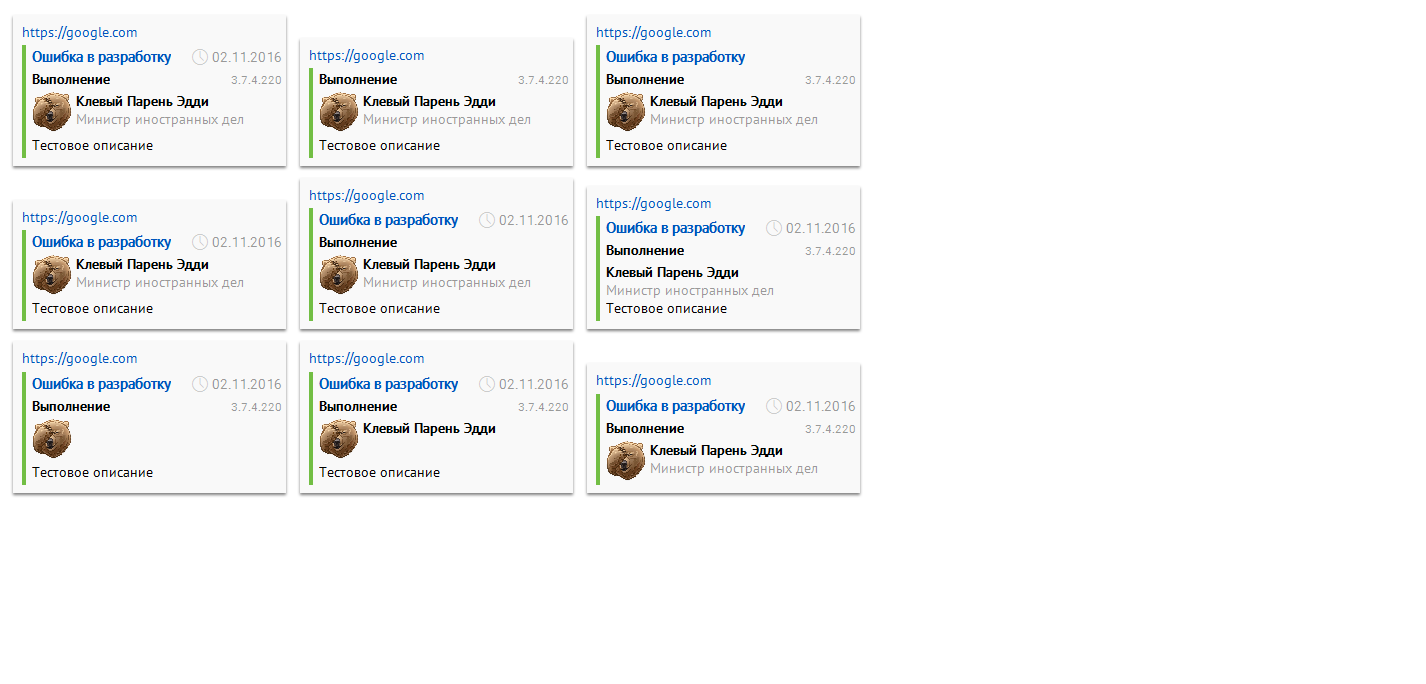 https://google.com
Ошибка в разработку 02.11.2016
Выполнение 3.7.4.220
Клевый Парень Эдди
Министр иностранных дел
Тестовое описание
https://google.com
Выполнение 3.7.4.220
Клевый Парень Эдди
Министр иностранных дел
Тестовое описание
https://google.com
Ошибка в разработку
Выполнение 3.7.4.220
Клевый Парень Эдди
Министр иностранных дел
Тестовое описание
https://google.com
Ошибка в разработку 02.11.2016
Клевый Парень Эдди
Министр иностранных дел
Тестовое описание
https://google.com
Ошибка в разработку 02.11.2016
Выполнение
Клевый Парень Эдди
Министр иностранных дел
Тестовое описание
https://google.com
Ошибка в разработку 02.11.2016
Выполнение 3.7.4.220
Клевый Парень Эдди
Министр иностранных дел
Тестовое описание
https://google.com
Ошибка в разработку 02.11.2016
Выполнение 3.7.4.220
Тестовое описание
https://google.com
Ошибка в разработку 02.11.2016
Выполнение 3.7.4.220
Клевый Парень Эдди
Тестовое описание
https://google.com
Ошибка в разработку 02.11.2016
Выполнение 3.7.4.220
Клевый Парень Эдди
Министр иностранных дел